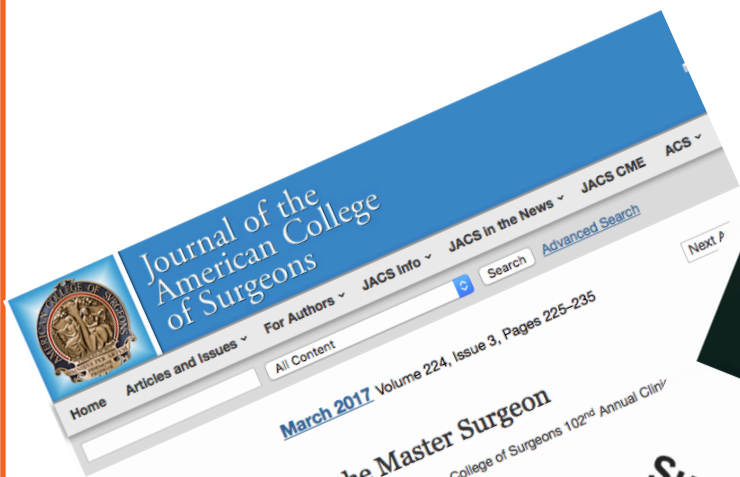 Journal of the
American College
of Surgeons
Home Articles and Issues For Authors JACS Info JACS in the News JACS CME ACS
All Content Search Advanced Search
March 2017 Volume 224, Issue 3, Pages 225–235
Next
Master Surgeon
College of Surgeons 102nd Annual